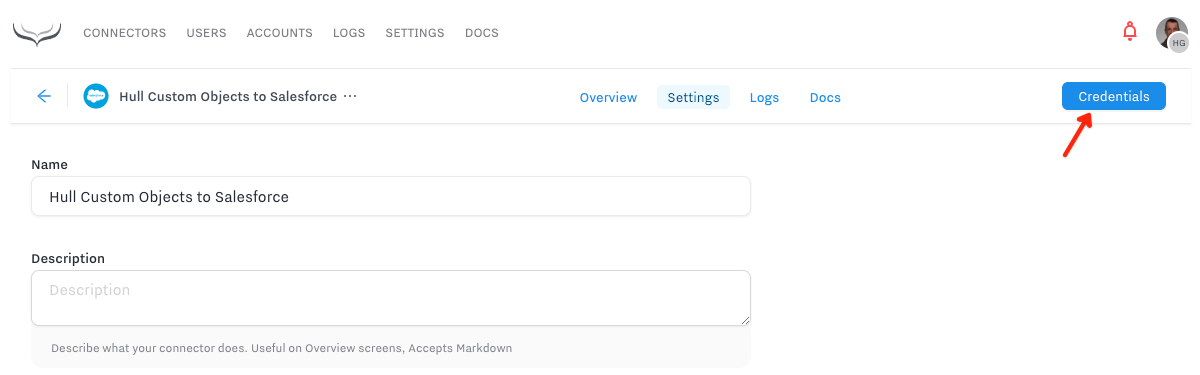 CONNECTORS USERS ACCOUNTS LOGS SETTINGS DOCS
HG
Hull Custom Objects to Salesforce ··· Overview Settings Logs Docs Credentials
Name
Hull Custom Objects to Salesforce
Description
Description
Describe what your connector does. Useful on Overview screens, Accepts Markdown